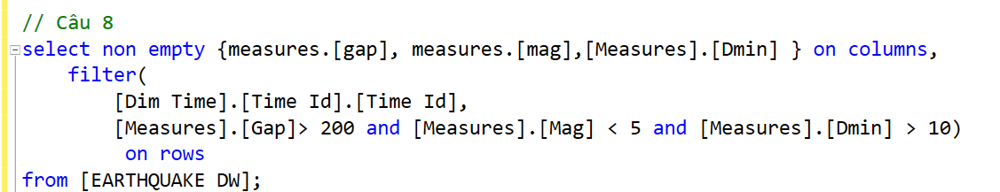 // Câu 8
select non empty {measures.[gap], measures.[mag],[Measures].[Dmin] } on columns,
filter(
[Dim Time].[Time Id].[Time Id],
[Measures].[Gap]> 200 and [Measures].[Mag] < 5 and [Measures].[Dmin] > 10)
on rows
from [EARTHQUAKE DW];